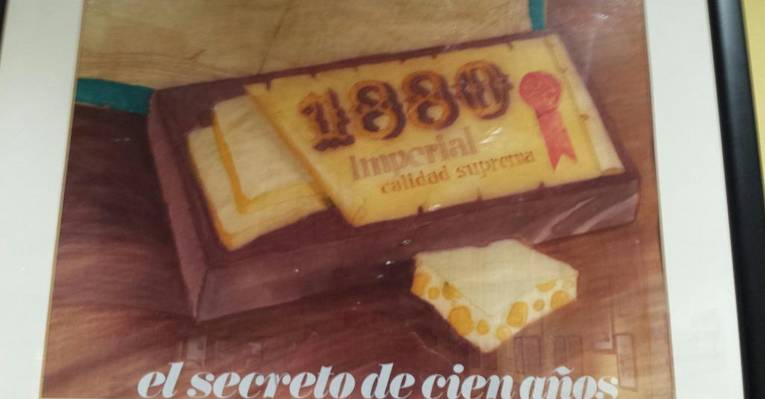 1880
Imperial
calidad suprema
el secreto de cien años